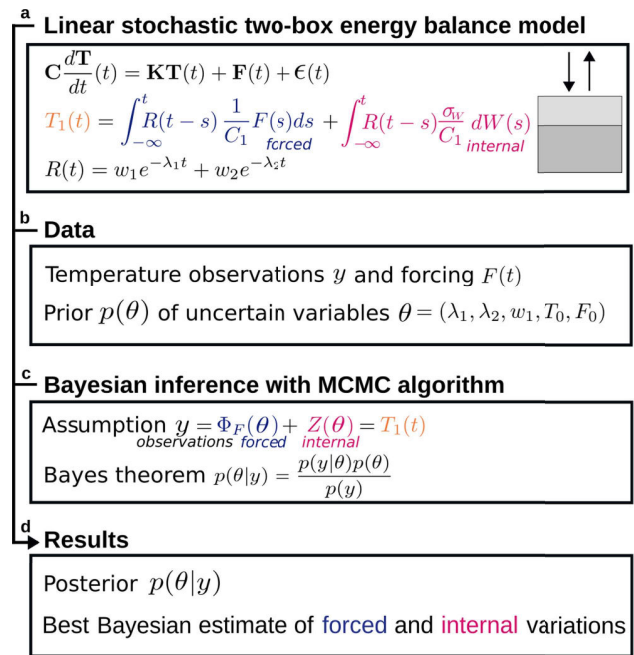 a
Linear stochastic two-box energy balance model
C dT/dt (t) = KT(t) + F(t) + ϵ(t)
T₁(t) = ∫_{-∞}^{t} R(t − s) 1/C₁ F(s)ds + ∫_{-∞}^{t} R(t − s) σ_W/C₁ dW(s)
forced internal
R(t) = w₁e^{−λ₁t} + w₂e^{−λ₂t}
b
Data
Temperature observations y and forcing F(t)
Prior p(θ) of uncertain variables θ = (λ₁, λ₂, w₁, T₀, F₀)
c
Bayesian inference with MCMC algorithm
Assumption y = Φ_F(θ) + Z(θ) = T₁(t)
observations forced internal
Bayes theorem p(θ|y) = p(y|θ)p(θ)/p(y)
d
Results
Posterior p(θ|y)
Best Bayesian estimate of forced and internal variations